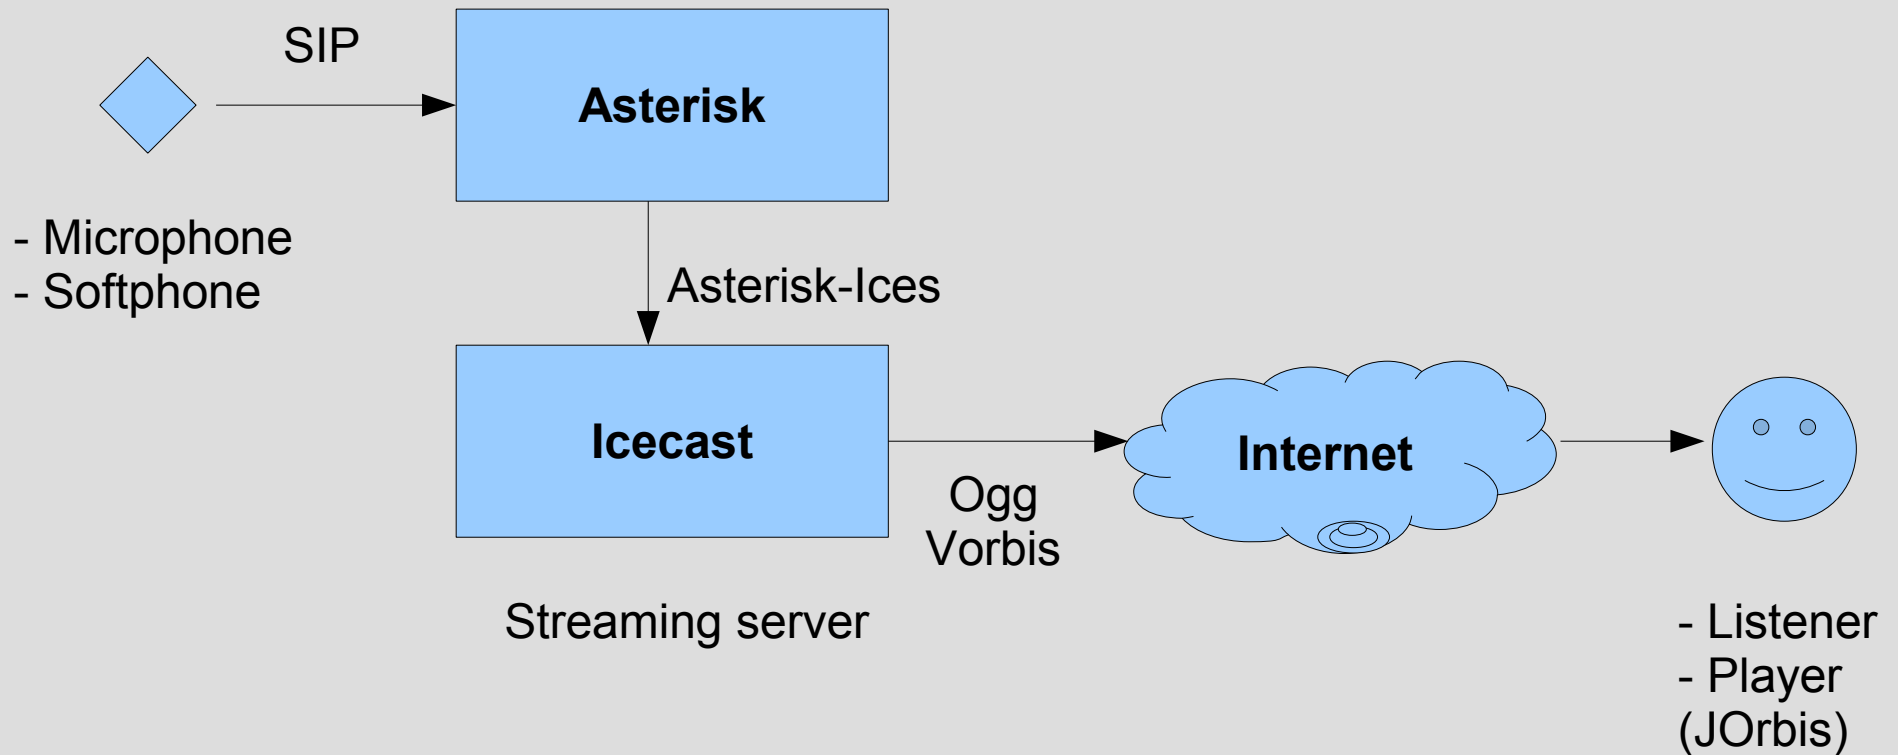 SIP
Asterisk
- Microphone
- Softphone
Asterisk-Ices
Icecast
Internet
Ogg
Vorbis
Streaming server
- Listener
- Player
(JOrbis)